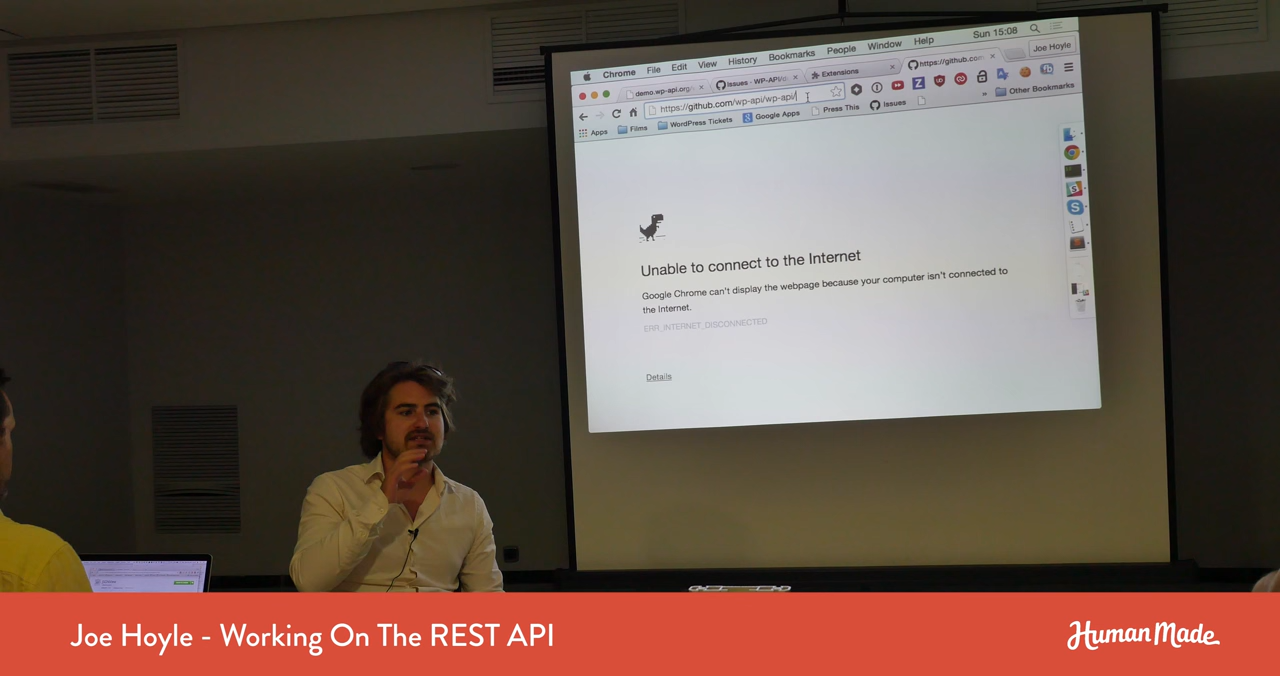 Chrome File Edit View History Bookmarks People Window Help Sun 15:08
demo.wp-api.org/ Issues - WP-API/d Extensions https://github.com Joe Hoyle
https://github.com/wp-api/wp-api/
Apps Films WordPress Tickets Google Apps Press This Issues » Other Bookmarks
Unable to connect to the Internet
Google Chrome can't display the webpage because your computer isn't connected to
the Internet.
ERR_INTERNET_DISCONNECTED
Details
Joe Hoyle - Working On The REST API
Human Made